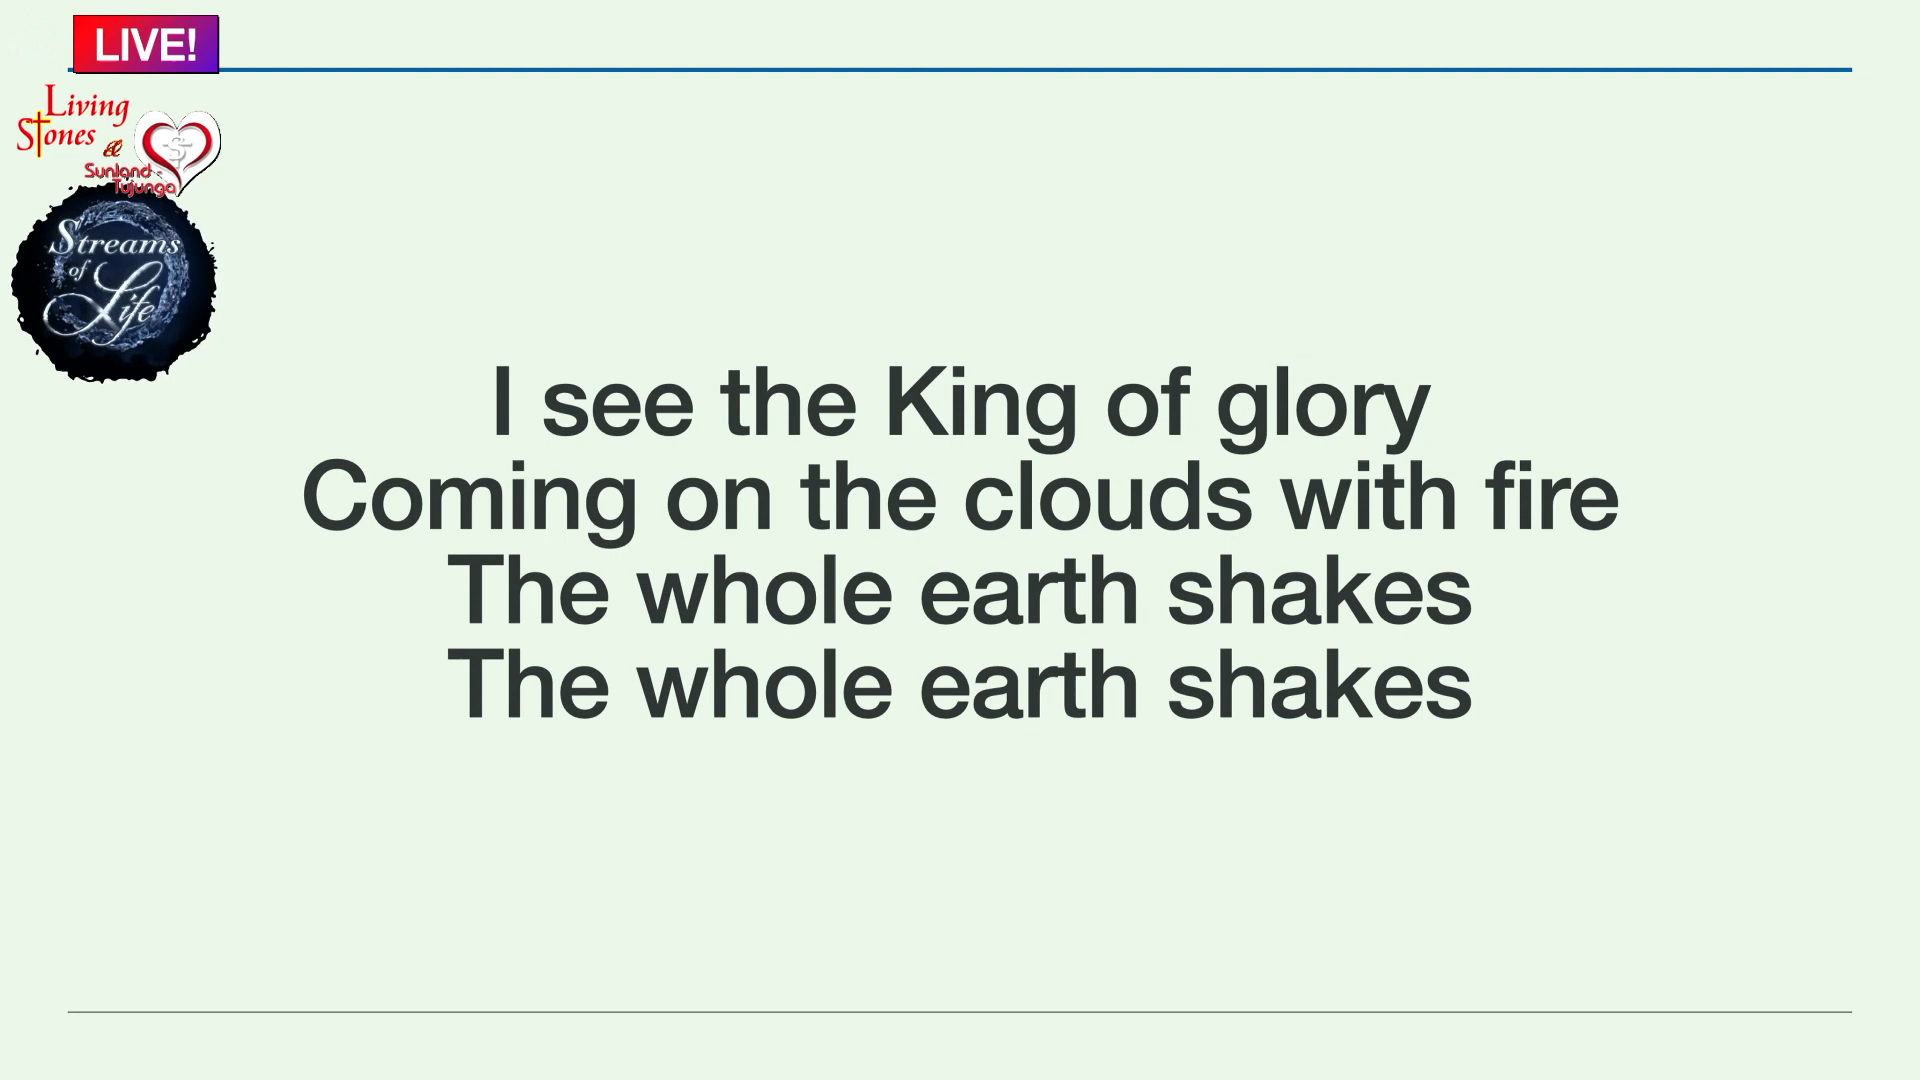 LIVE!
Living
Stones
&
Sunland -
Tujunga
Streams
of
Life
I see the King of glory
Coming on the clouds with fire
The whole earth shakes
The whole earth shakes